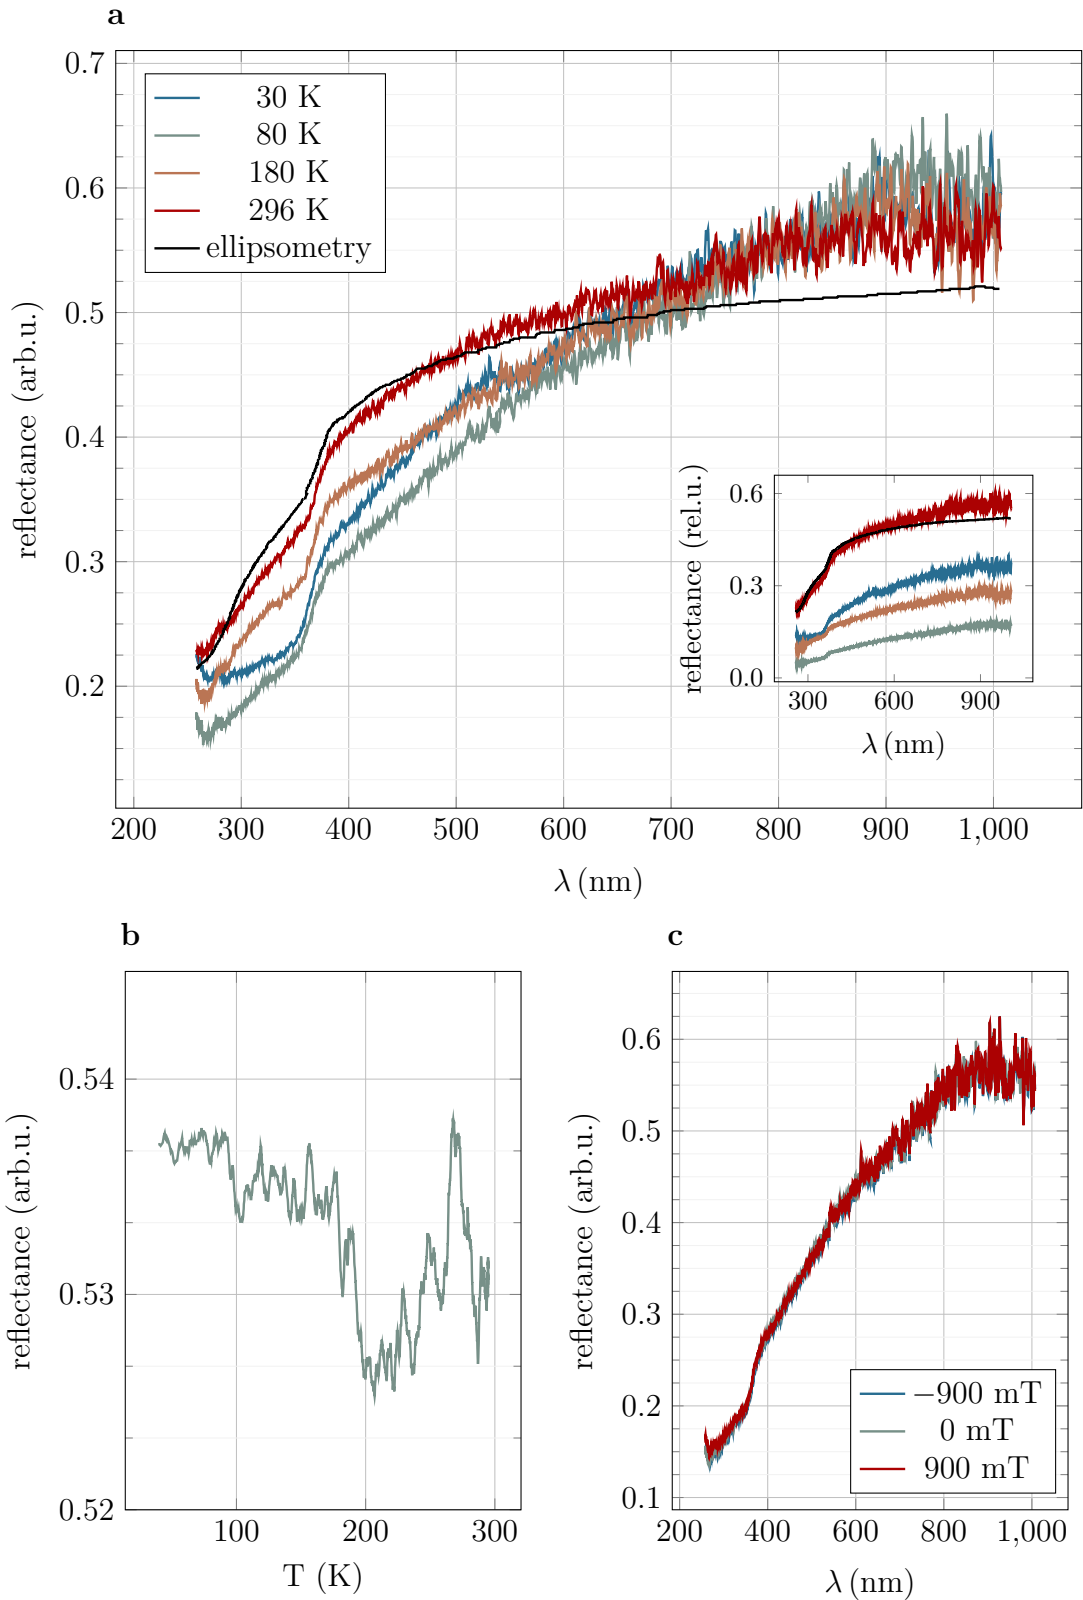 a
0.7
0.6
0.5
0.4
0.3
0.2
reflectance (arb.u.)
30 K
80 K
180 K
296 K
ellipsometry
200 300 400 500 600 700 800 900 1,000
λ (nm)
0.6
0.3
0.0
reflectance (rel.u.)
300 600 900
λ (nm)
b
0.54
0.53
0.52
reflectance (arb.u.)
100 200 300
T (K)
c
0.6
0.5
0.4
0.3
0.2
0.1
reflectance (arb.u.)
−900 mT
0 mT
900 mT
200 400 600 800 1,000
λ (nm)